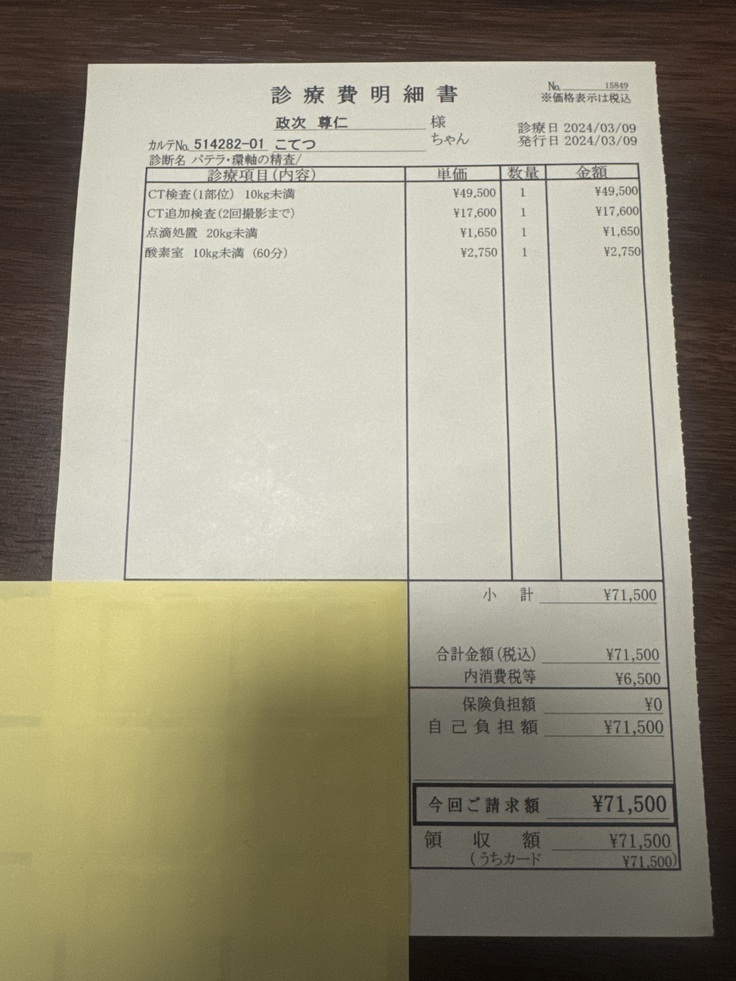 診療費明細書
No. 15849
※価格表示は税込
政次 尊仁 様
診療日 2024/03/09
カルテNo. 514282-01 こてつ ちゃん
発行日 2024/03/09
診断名 パテラ・環軸の精査/
診療項目(内容) 単価 数量 金額
CT検査(1部位) 10kg未満 ¥49,500 1 ¥49,500
CT追加検査(2回撮影まで) ¥17,600 1 ¥17,600
点滴処置 20kg未満 ¥1,650 1 ¥1,650
酸素室 10kg未満 (60分) ¥2,750 1 ¥2,750
小計 ¥71,500
合計金額(税込) ¥71,500
内消費税等 ¥6,500
保険負担額 ¥0
自己負担額 ¥71,500
今回ご請求額 ¥71,500
領収額 ¥71,500
(うちカード ¥71,500)